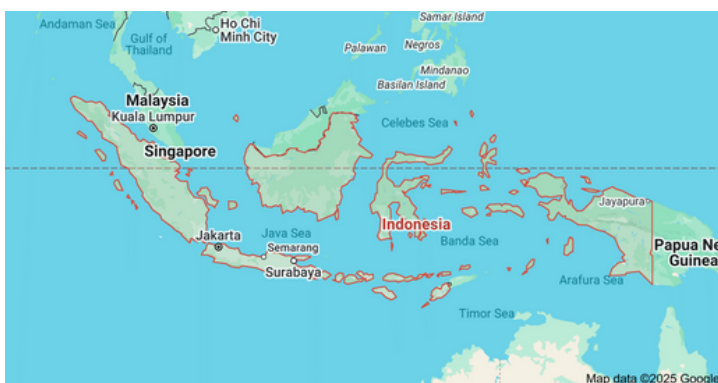 Andaman Sea
Ho Chi
Minh City
Gulf of
Thailand
Samar Island
Palawan
Negros
Mindanao
Basilan Island
Malaysia
Kuala Lumpur
Celebes Sea
Singapore
Jayapura
Indonesia
Jakarta
Java Sea
Banda Sea
Semarang
Papua Ne
Guinea
Surabaya
Arafura Sea
Timor Sea
Map data ©2025 Google